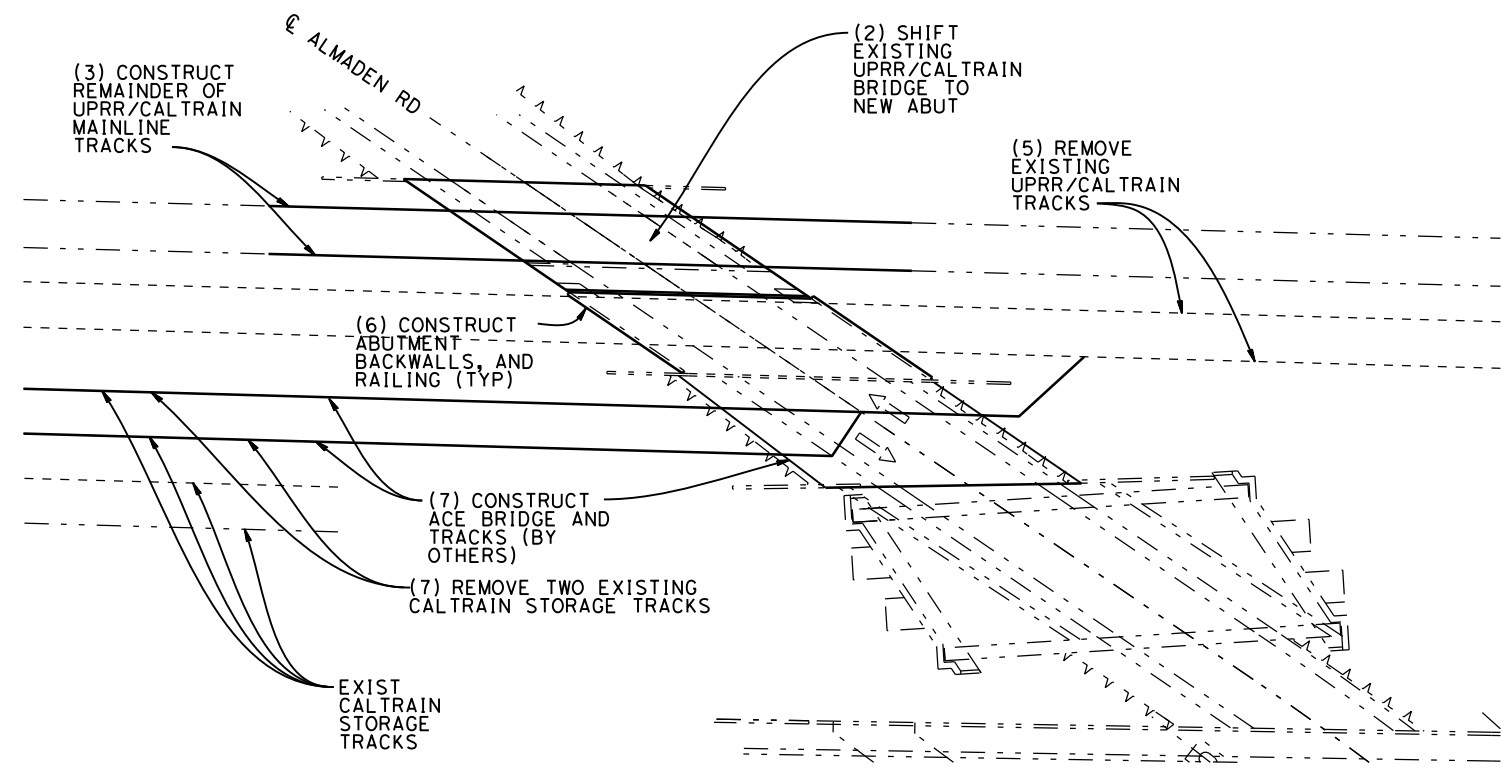 ℄ ALMADEN RD
(2) SHIFT
EXISTING
UPRR/CALTRAIN
BRIDGE TO
NEW ABUT
(3) CONSTRUCT
REMAINDER OF
UPRR/CALTRAIN
MAINLINE
TRACKS
(5) REMOVE
EXISTING
UPRR/CALTRAIN
TRACKS
(6) CONSTRUCT
ABUTMENT
BACKWALLS, AND
RAILING (TYP)
(7) CONSTRUCT
ACE BRIDGE AND
TRACKS (BY
OTHERS)
(7) REMOVE TWO EXISTING
CALTRAIN STORAGE TRACKS
EXIST
CALTRAIN
STORAGE
TRACKS